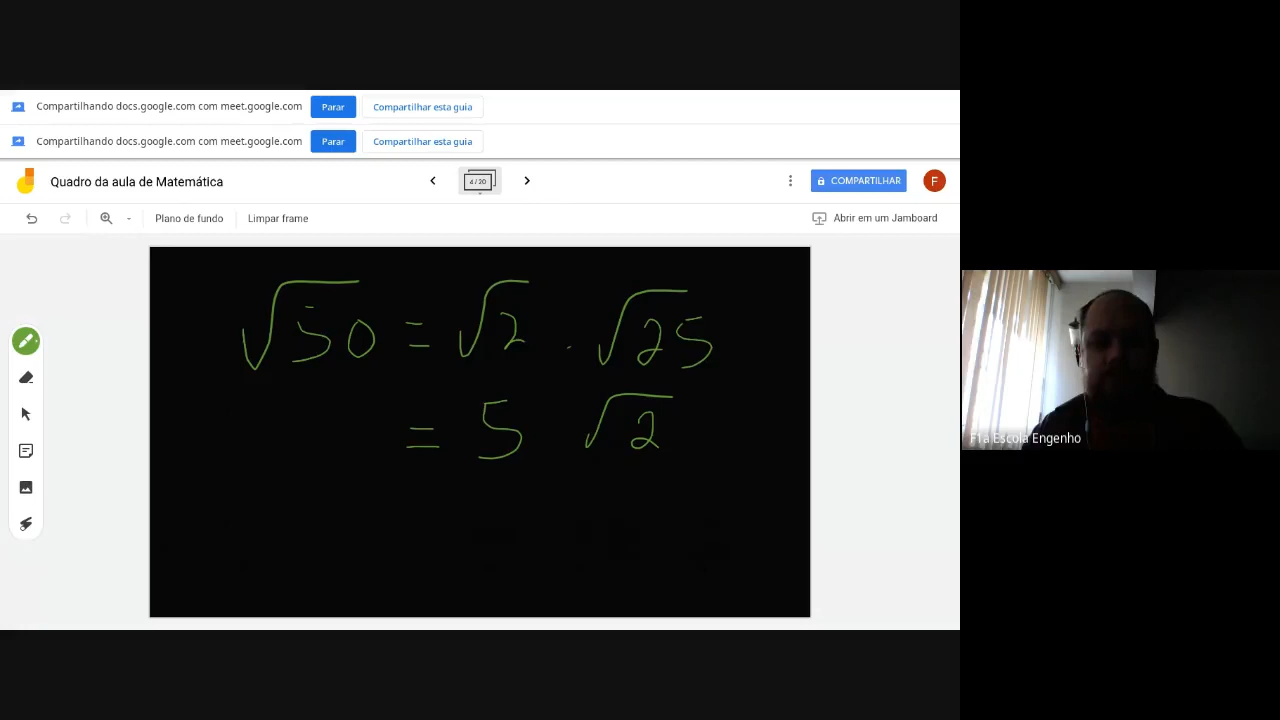 Compartilhando docs.google.com com meet.google.com Parar Compartilhar esta guia
Compartilhando docs.google.com com meet.google.com Parar Compartilhar esta guia
Quadro da aula de Matemática 4 / 20 COMPARTILHAR F
Plano de fundo Limpar frame Abrir em um Jamboard
√50 = √2 . √25
= 5 √2
F1a Escola Engenho